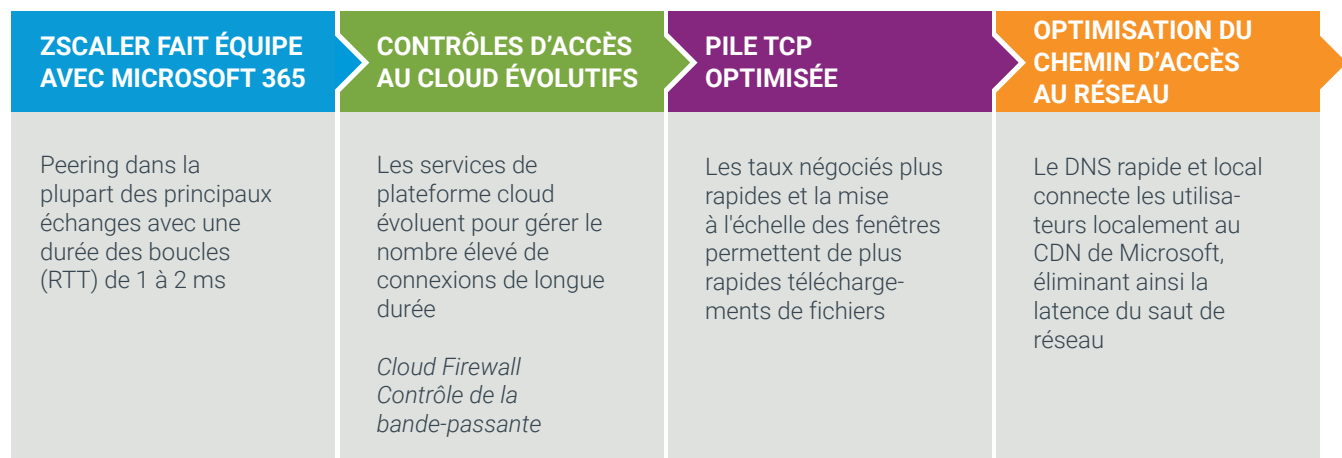 ZSCALER FAIT ÉQUIPE
AVEC MICROSOFT 365
Peering dans la
plupart des principaux
échanges avec une
durée des boucles
(RTT) de 1 à 2 ms
CONTRÔLES D'ACCÈS
AU CLOUD ÉVOLUTIFS
Les services de
plateforme cloud
évoluent pour gérer le
nombre élevé de
connexions de longue
durée
Cloud Firewall
Contrôle de la
bande-passante
PILE TCP
OPTIMISÉE
Les taux négociés plus
rapides et la mise
à l'échelle des fenêtres
permettent de plus
rapides télécharge-
ments de fichiers
OPTIMISATION DU
CHEMIN D'ACCÈS
AU RÉSEAU
Le DNS rapide et local
connecte les utilisa-
teurs localement au
CDN de Microsoft,
éliminant ainsi la
latence du saut de
réseau